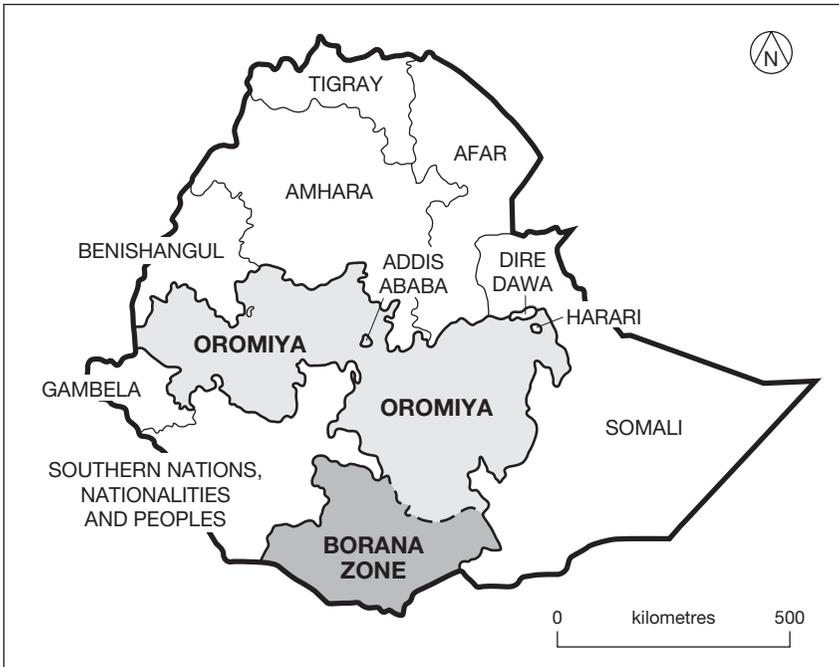 N
TIGRAY
AFAR
AMHARA
BENISHANGUL
ADDIS
ABABA
DIRE
DAWA
HARARI
OROMIYA
GAMBELA
OROMIYA
SOMALI
SOUTHERN NATIONS,
NATIONALITIES
AND PEOPLES
BORANA
ZONE
0 kilometres 500